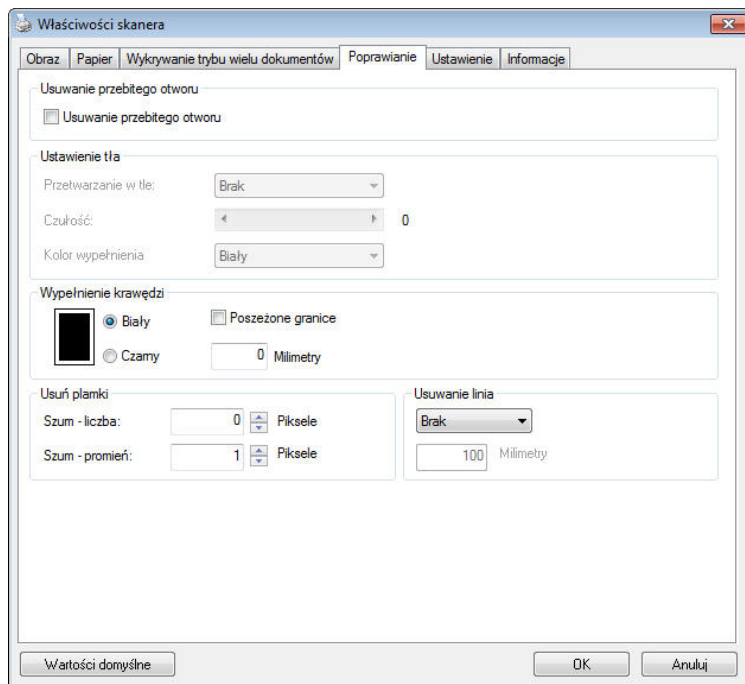 Właściwości skanera
Obraz Papier Wykrywanie trybu wielu dokumentów Poprawianie Ustawienie Informacje
Usuwanie przebitego otworu
Usuwanie przebitego otworu
Ustawienie tła
Przetwarzanie w tle: Brak
Czułość: 0
Kolor wypełnienia Biały
Wypełnienie krawędzi
Biały Poszeżone granice
Czarny 0 Milimetry
Usuń plamki
Szum - liczba: 0 Piksele
Szum - promień: 1 Piksele
Usuwanie linia
Brak
100 Milimetry
Wartości domyślne OK Anuluj